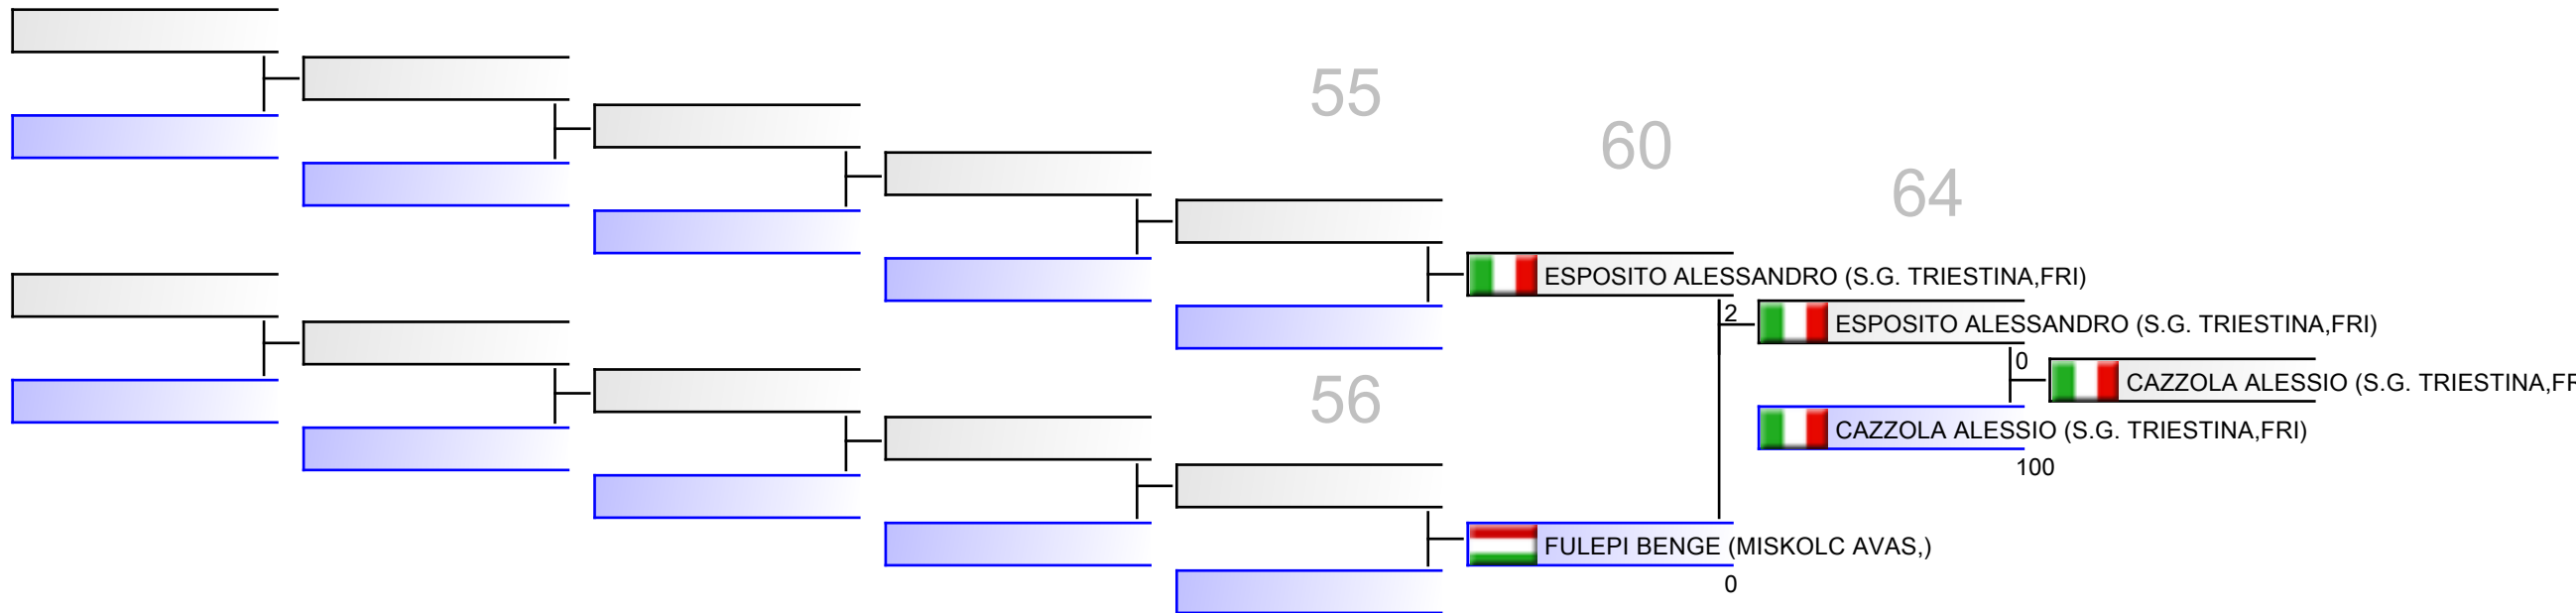 55
60
64
ESPOSITO ALESSANDRO (S.G. TRIESTINA,FRI)
2
ESPOSITO ALESSANDRO (S.G. TRIESTINA,FRI)
0
CAZZOLA ALESSIO (S.G. TRIESTINA,FR
56
CAZZOLA ALESSIO (S.G. TRIESTINA,FRI)
100
FULEPI BENGE (MISKOLC AVAS,)
0